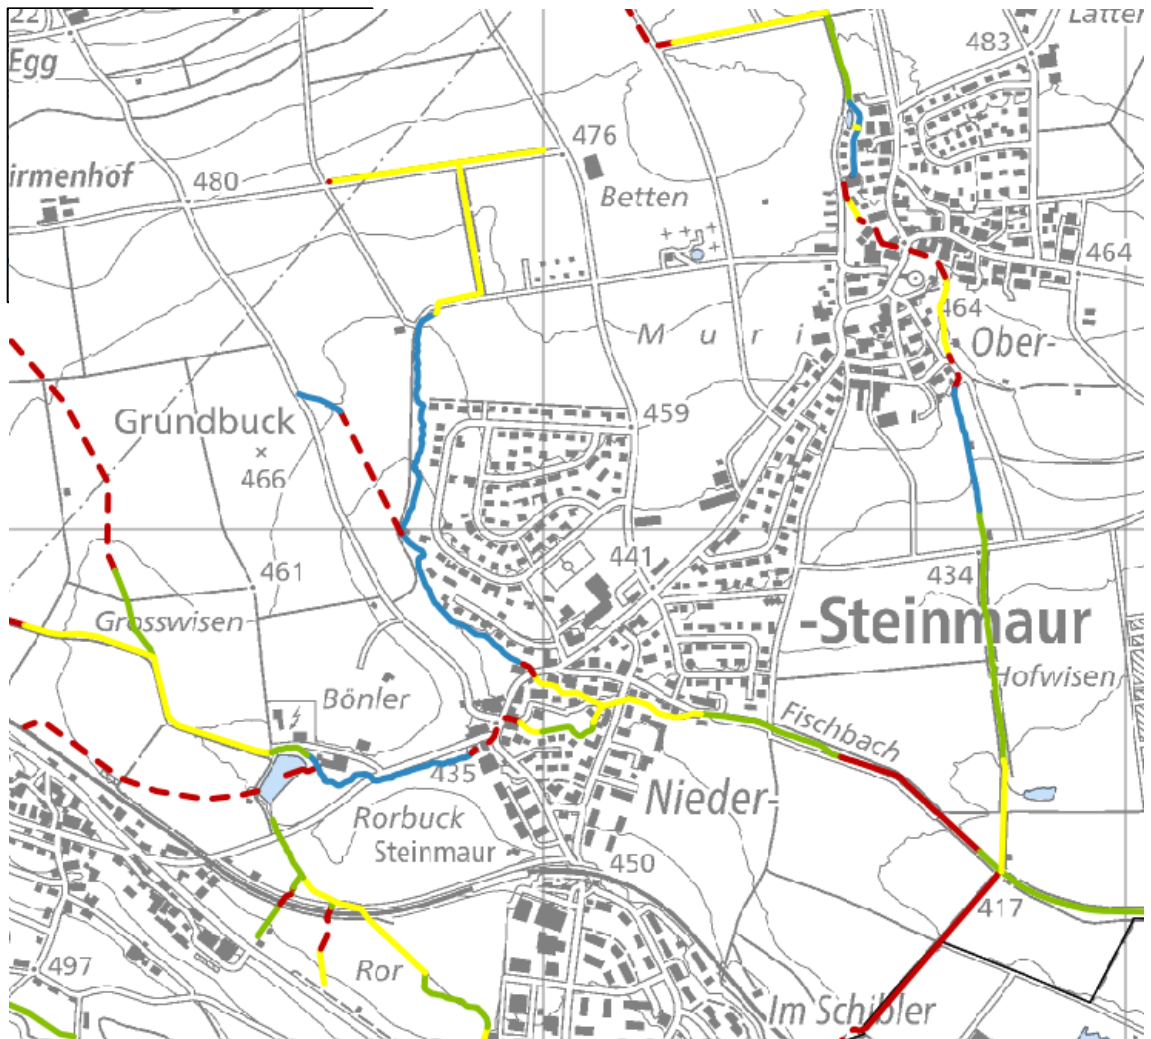 22
Egg
irmenhof
480
476
Betten
483
Latter
464
464
Ober-
M u r i
Grundbuck
466
459
461
441
Grosswisen
434
-Steinmaur
Hofwisen
Bönler
Fischbach
435
Nieder-
Rorbuck
Steinmaur
450
417
497
Ror
Im Schibler